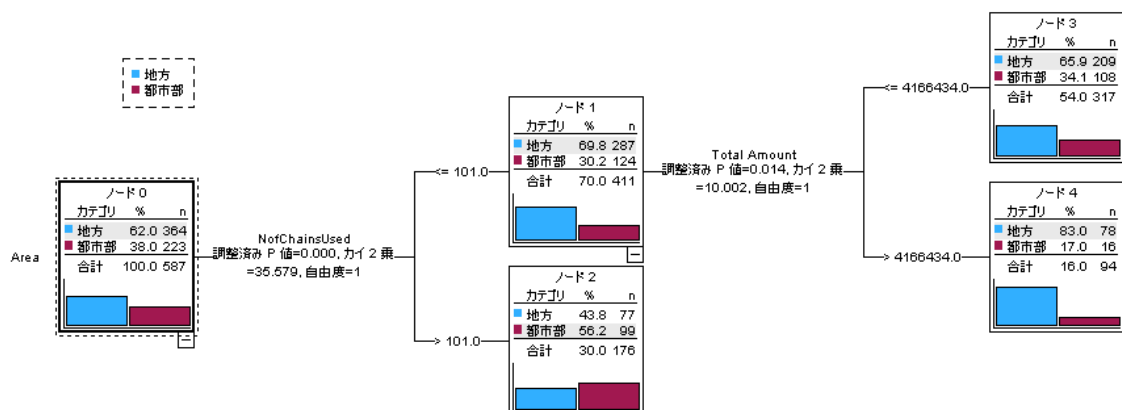 地方
都市部
Area
ノード 0
カテゴリ % n
地方 62.0 364
都市部 38.0 223
合計 100.0 587
NofChainsUsed
調整済み P 値=0.000, カイ 2 乗
=35.579, 自由度=1
<= 101.0
ノード 1
カテゴリ % n
地方 69.8 287
都市部 30.2 124
合計 70.0 411
> 101.0
ノード 2
カテゴリ % n
地方 43.8 77
都市部 56.2 99
合計 30.0 176
Total Amount
調整済み P 値=0.014, カイ 2 乗
=10.002, 自由度=1
<= 4166434.0
ノード 3
カテゴリ % n
地方 65.9 209
都市部 34.1 108
合計 54.0 317
> 4166434.0
ノード 4
カテゴリ % n
地方 83.0 78
都市部 17.0 16
合計 16.0 94